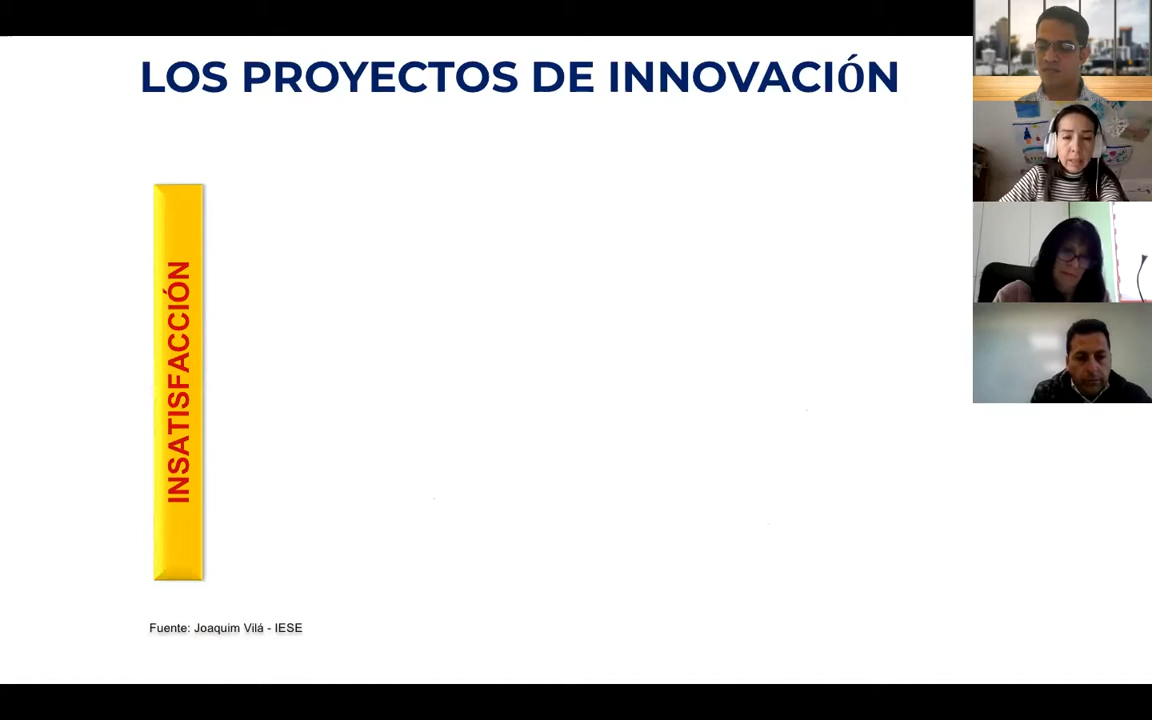 LOS PROYECTOS DE INNOVACIÓN
INSATISFACCIÓN
Fuente: Joaquim Vilá - IESE